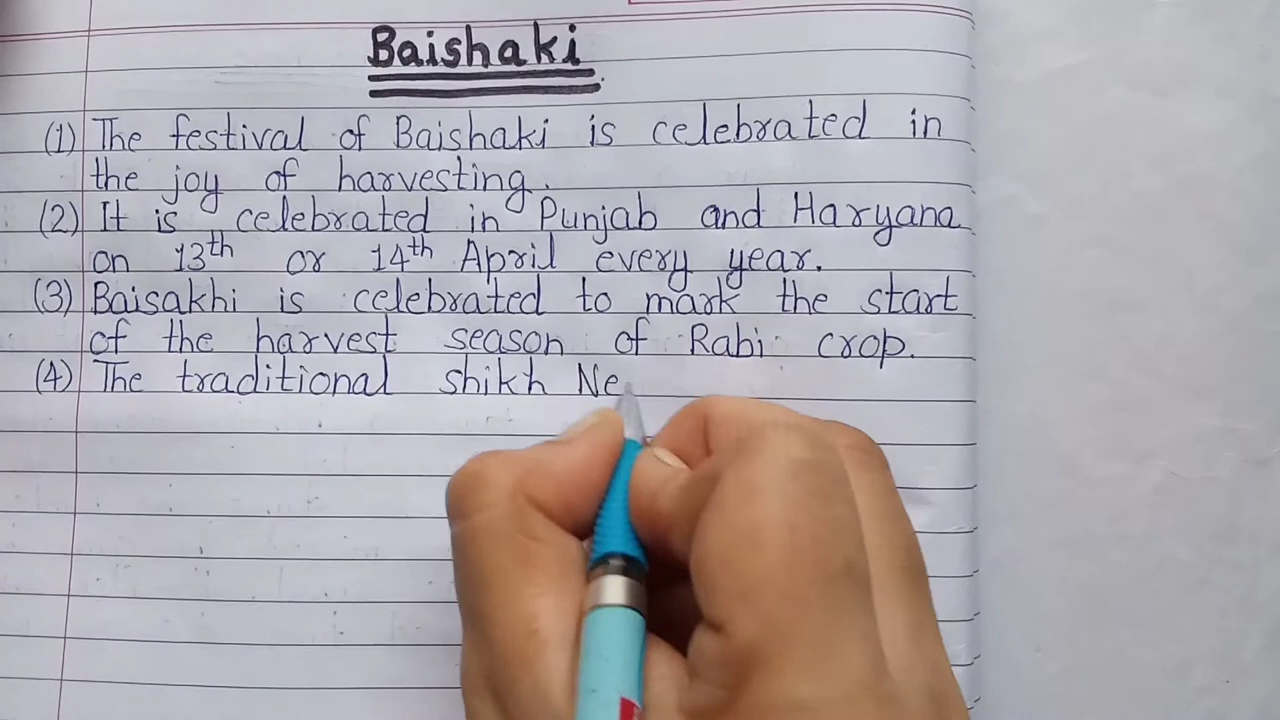 Baishaki
(1) The festival of Baishaki is celebrated in
the joy of harvesting.
(2) It is celebrated in Punjab and Haryana
on 13th or 14th April every year.
(3) Baisakhi is celebrated to mark the start
of the harvest season of Rabi crop.
(4) The traditional shikh Ne